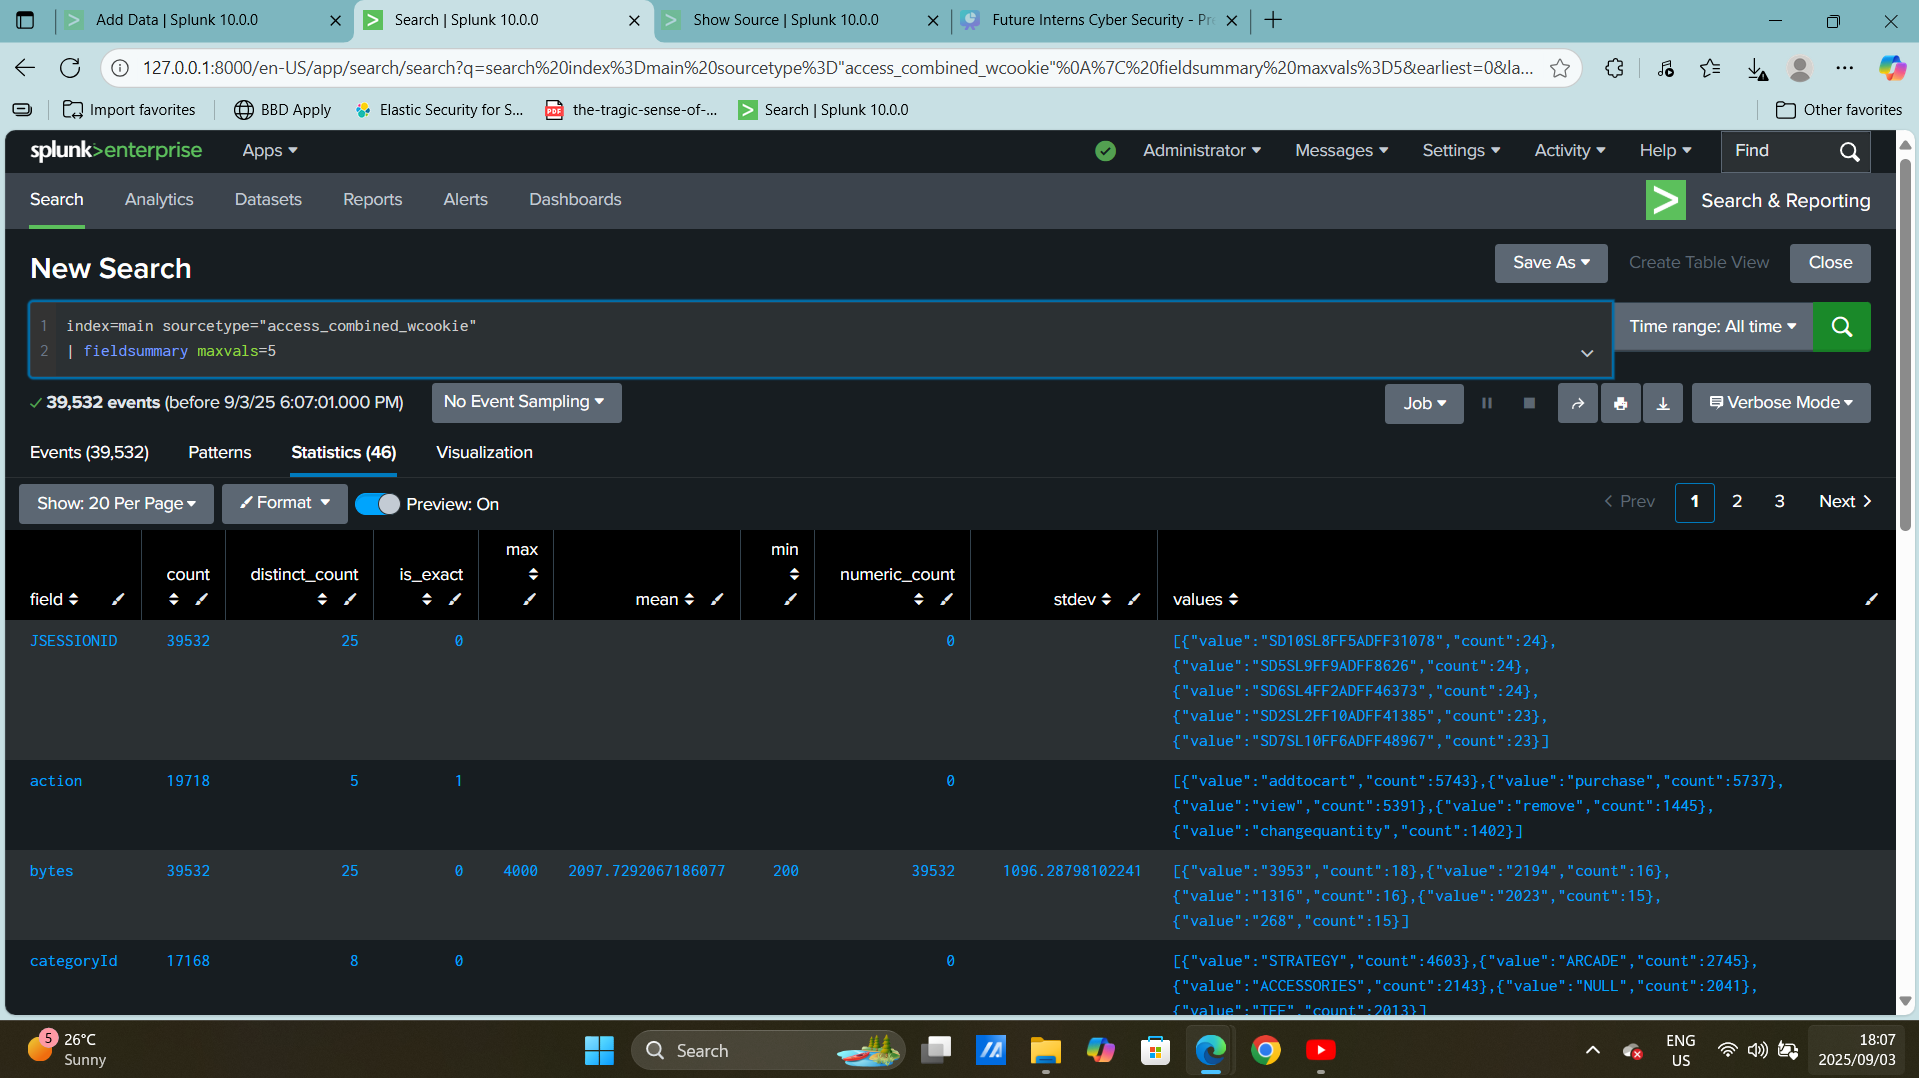 Add Data | Splunk 10.0.0
Search | Splunk 10.0.0
Show Source | Splunk 10.0.0
Future Interns Cyber Security - Pr
127.0.0.1:8000/en-US/app/search/search?q=search%20index%3Dmain%20sourcetype%3D"access_combined_wcookie"%0A%7C%20fieldsummary%20maxvals%3D5&earliest=0&la...
Import favorites
BBD Apply
Elastic Security for S...
the-tragic-sense-of-...
Search | Splunk 10.0.0
Other favorites
splunk>enterprise
Apps
Administrator
Messages
Settings
Activity
Help
Find
Search
Analytics
Datasets
Reports
Alerts
Dashboards
Search & Reporting
New Search
Save As
Create Table View
Close
1 index=main sourcetype="access_combined_wcookie"
2 | fieldsummary maxvals=5
Time range: All time
39,532 events (before 9/3/25 6:07:01.000 PM)
No Event Sampling
Job
Verbose Mode
Events (39,532)
Patterns
Statistics (46)
Visualization
Show: 20 Per Page
Format
Preview: On
< Prev 1 2 3 Next >
field count distinct_count is_exact max mean min numeric_count stdev values
JSESSIONID 39532 25 0 0 [{"value":"SD10SL8FF5ADFF31078","count":24},
{"value":"SD5SL9FF9ADFF8626","count":24},
{"value":"SD6SL4FF2ADFF46373","count":24},
{"value":"SD2SL2FF10ADFF41385","count":23},
{"value":"SD7SL10FF6ADFF48967","count":23}]
action 19718 5 1 0 [{"value":"addtocart","count":5743},{"value":"purchase","count":5737},
{"value":"view","count":5391},{"value":"remove","count":1445},
{"value":"changequantity","count":1402}]
bytes 39532 25 0 4000 2097.7292067186077 200 39532 1096.28798102241 [{"value":"3953","count":18},{"value":"2194","count":16},
{"value":"1316","count":16},{"value":"2023","count":15},
{"value":"268","count":15}]
categoryId 17168 8 0 0 [{"value":"STRATEGY","count":4603},{"value":"ARCADE","count":2745},
{"value":"ACCESSORIES","count":2143},{"value":"NULL","count":2041},
{"value":"TEE","count":2013}]
5
26°C
Sunny
Search
ENG
US
18:07
2025/09/03